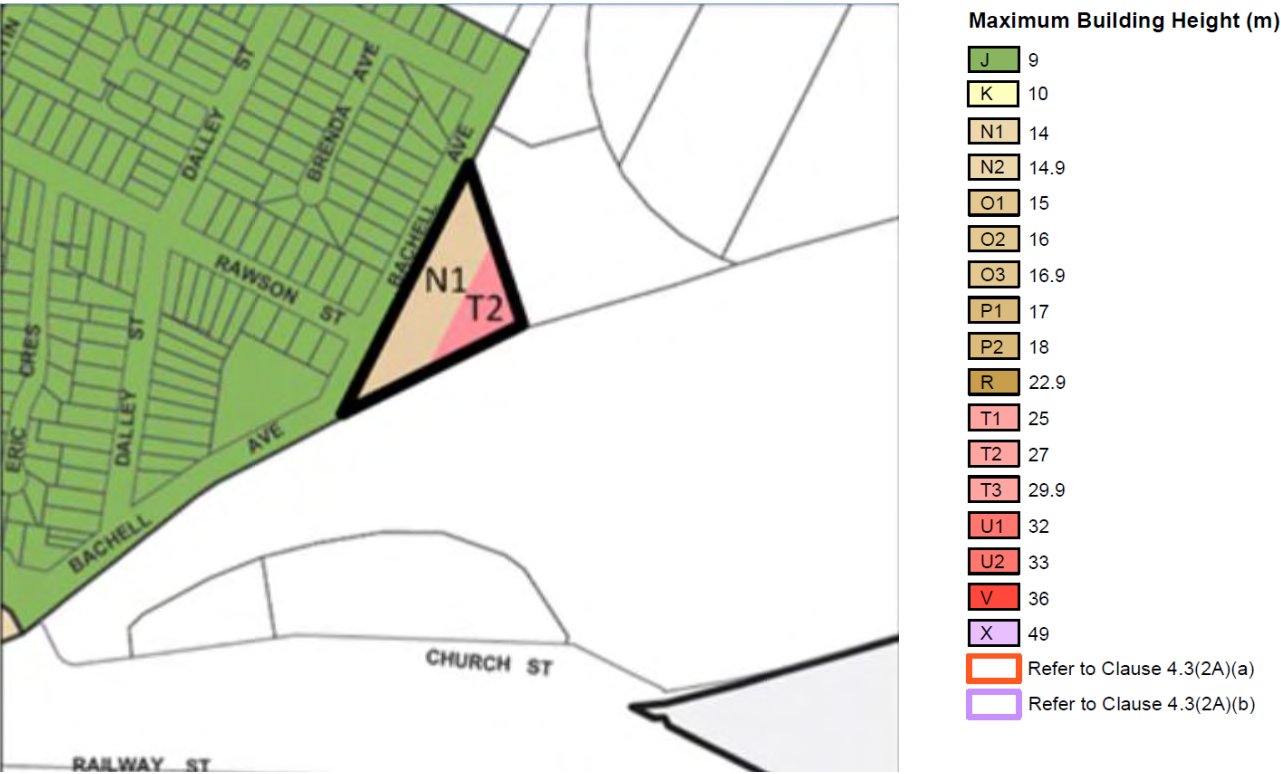 ST
AVE
DALLEY
BRENDA
AVE
BACHELL
N1
T2
RAWSON
ST
CRES
ST
DALLEY
ERIC
AVE
BACHELL
CHURCH ST
RAILWAY ST
Maximum Building Height (m)
J 9
K 10
N1 14
N2 14.9
O1 15
O2 16
O3 16.9
P1 17
P2 18
R 22.9
T1 25
T2 27
T3 29.9
U1 32
U2 33
V 36
X 49
Refer to Clause 4.3(2A)(a)
Refer to Clause 4.3(2A)(b)